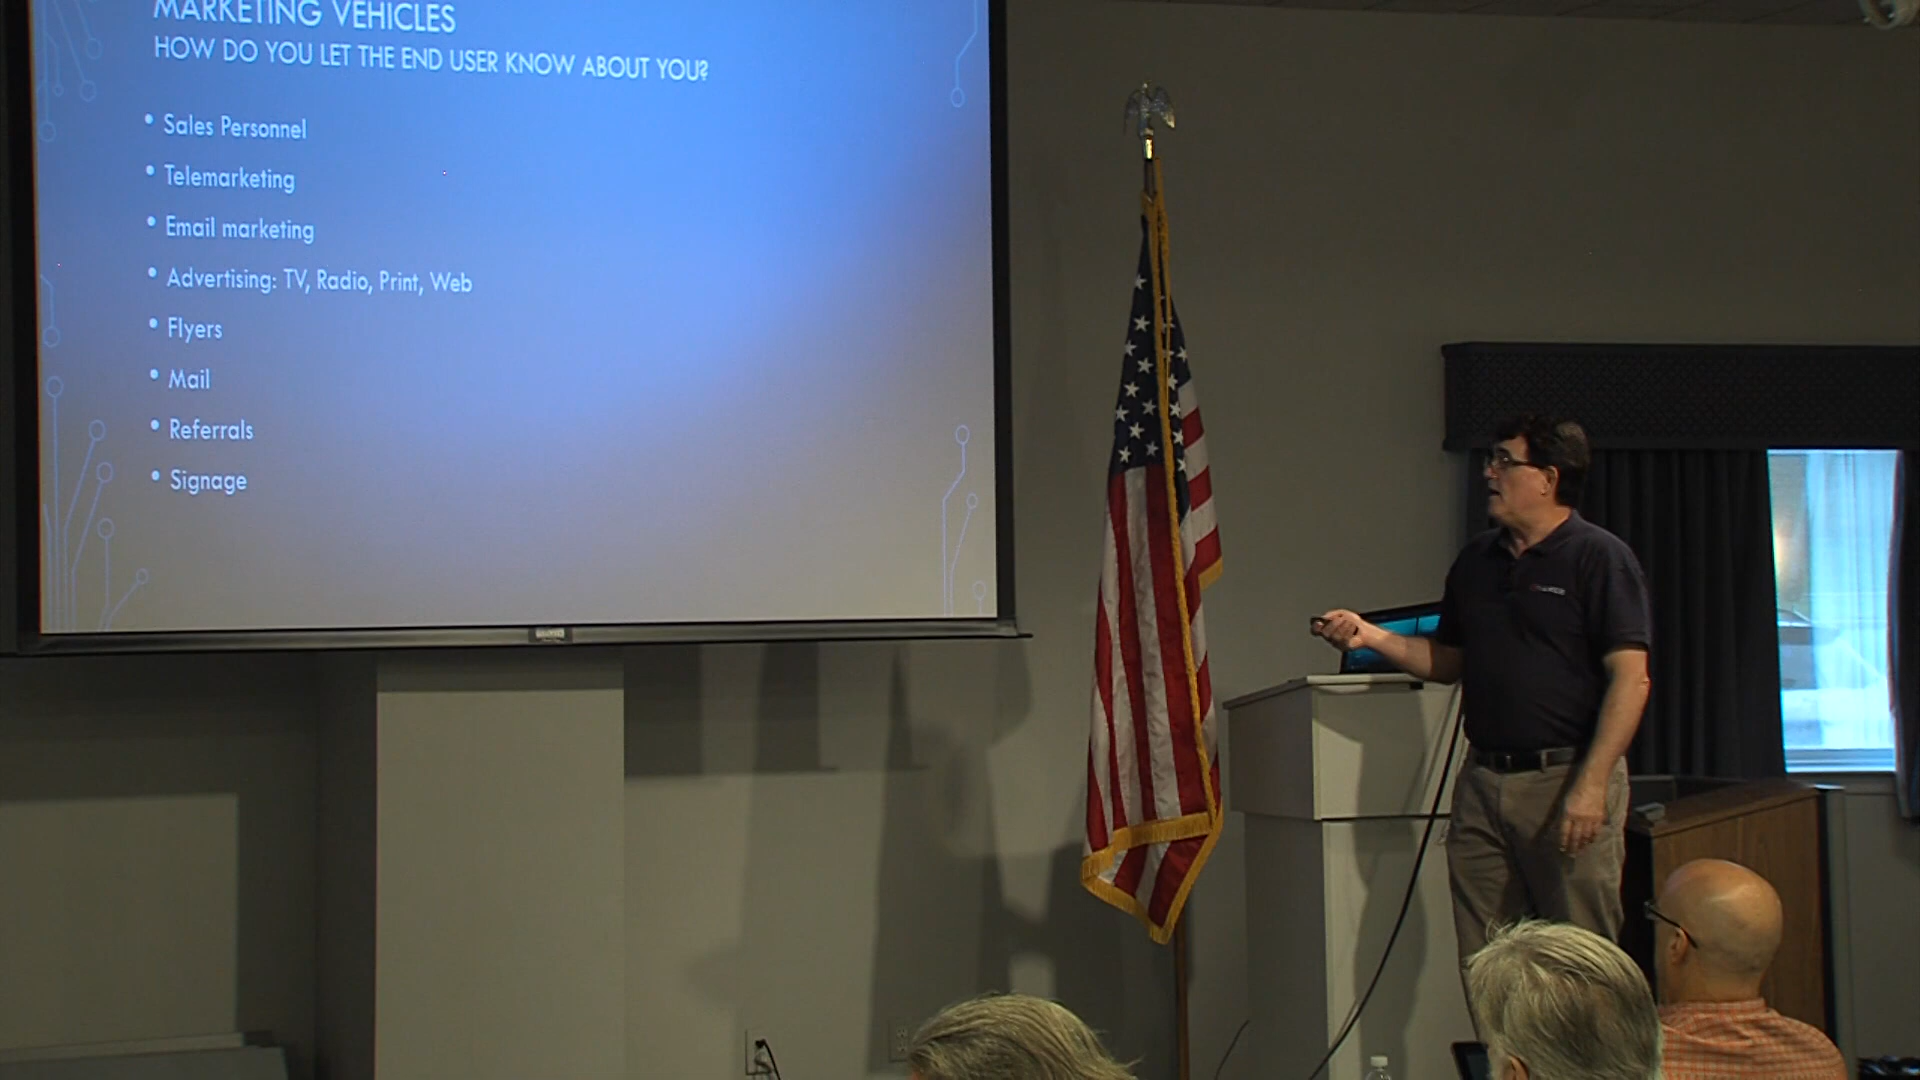 MARKETING VEHICLES
HOW DO YOU LET THE END USER KNOW ABOUT YOU?
• Sales Personnel
• Telemarketing
• Email marketing
• Advertising: TV, Radio, Print, Web
• Flyers
• Mail
• Referrals
• Signage